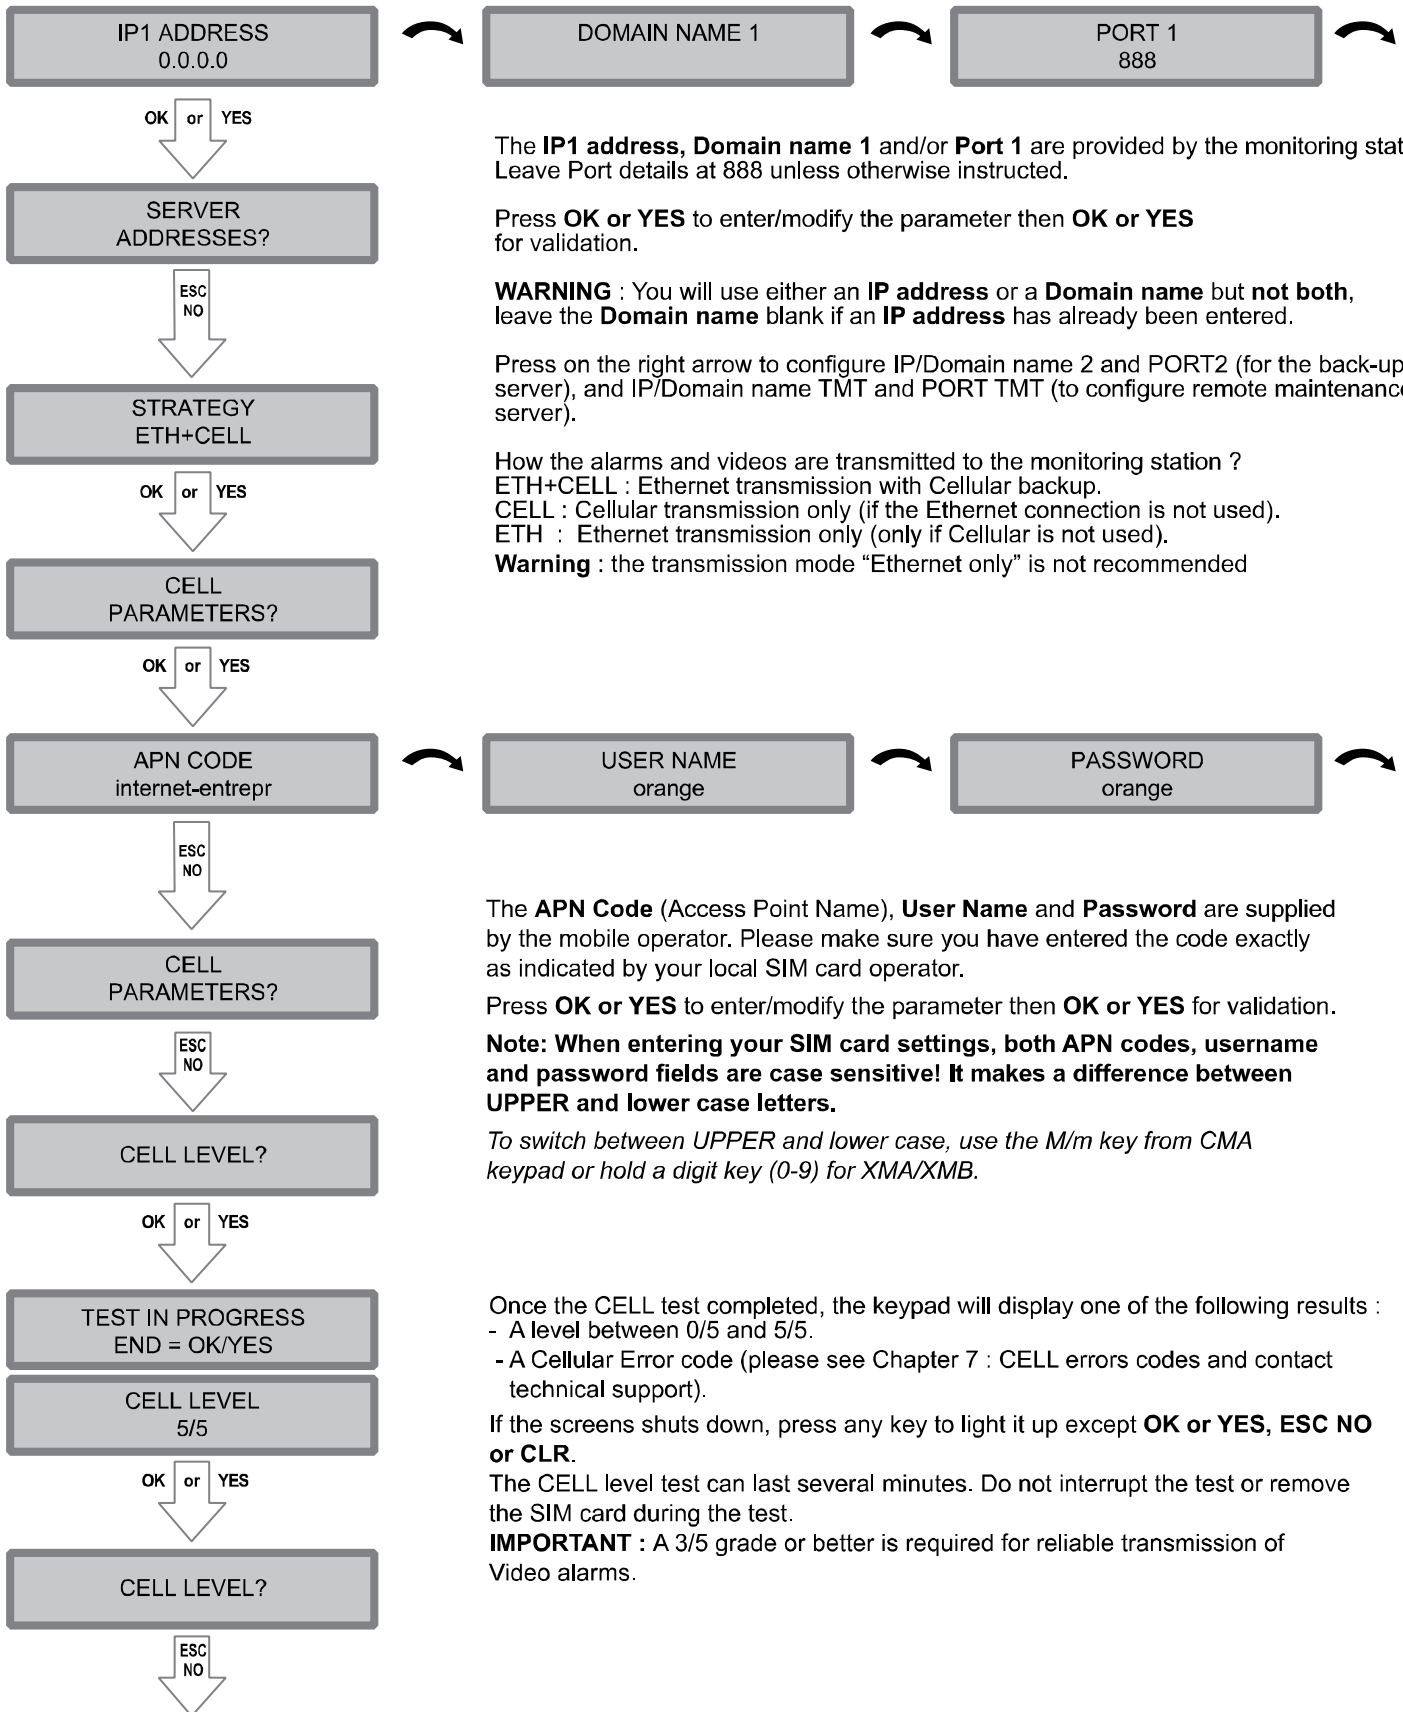 IP1 ADDRESS
0.0.0.0
DOMAIN NAME 1
PORT 1
888
OK or YES
The IP1 address, Domain name 1 and/or Port 1 are provided by the monitoring stat
Leave Port details at 888 unless otherwise instructed.
SERVER
ADDRESSES?
Press OK or YES to enter/modify the parameter then OK or YES
for validation.
ESC
NO
WARNING : You will use either an IP address or a Domain name but not both,
leave the Domain name blank if an IP address has already been entered.
Press on the right arrow to configure IP/Domain name 2 and PORT2 (for the back-up
server), and IP/Domain name TMT and PORT TMT (to configure remote maintenance
server).
STRATEGY
ETH+CELL
How the alarms and videos are transmitted to the monitoring station ?
ETH+CELL : Ethernet transmission with Cellular backup.
CELL : Cellular transmission only (if the Ethernet connection is not used).
ETH : Ethernet transmission only (only if Cellular is not used).
Warning : the transmission mode “Ethernet only” is not recommended
OK or YES
CELL
PARAMETERS?
OK or YES
APN CODE
internet-entrepr
USER NAME
orange
PASSWORD
orange
ESC
NO
The APN Code (Access Point Name), User Name and Password are supplied
by the mobile operator. Please make sure you have entered the code exactly
as indicated by your local SIM card operator.
CELL
PARAMETERS?
Press OK or YES to enter/modify the parameter then OK or YES for validation.
ESC
NO
Note: When entering your SIM card settings, both APN codes, username
and password fields are case sensitive! It makes a difference between
UPPER and lower case letters.
CELL LEVEL?
To switch between UPPER and lower case, use the M/m key from CMA
keypad or hold a digit key (0-9) for XMA/XMB.
OK or YES
TEST IN PROGRESS
END = OK/YES
Once the CELL test completed, the keypad will display one of the following results :
- A level between 0/5 and 5/5.
- A Cellular Error code (please see Chapter 7 : CELL errors codes and contact
technical support).
CELL LEVEL
5/5
If the screens shuts down, press any key to light it up except OK or YES, ESC NO
or CLR.
The CELL level test can last several minutes. Do not interrupt the test or remove
the SIM card during the test.
IMPORTANT : A 3/5 grade or better is required for reliable transmission of
Video alarms.
OK or YES
CELL LEVEL?
ESC
NO